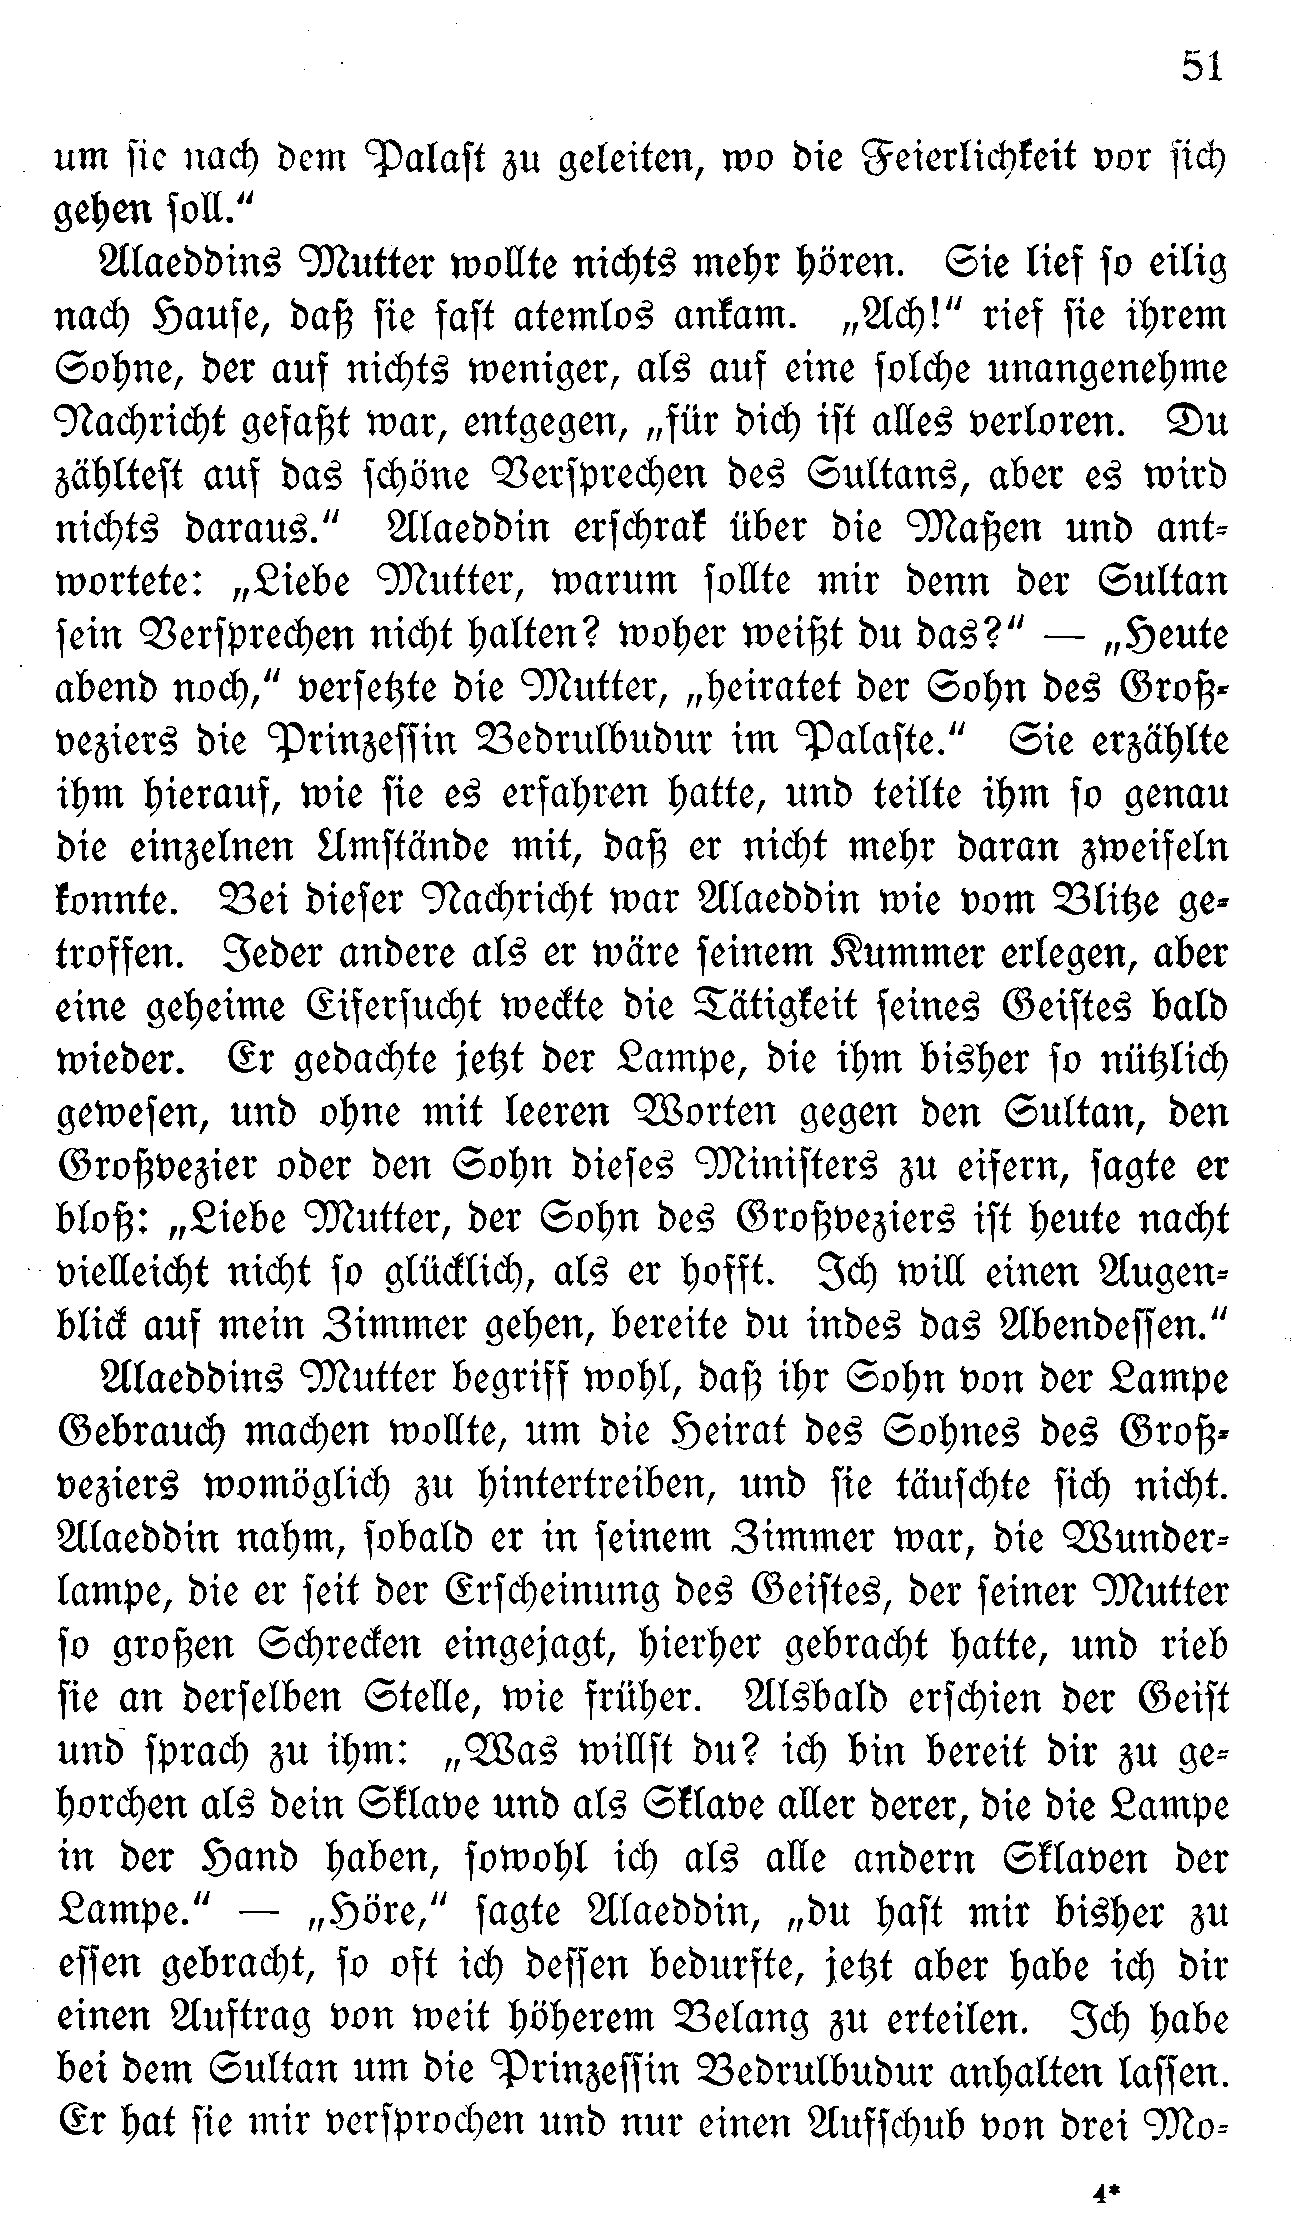 51
um sie nach dem Palast zu geleiten, wo die Feierlichkeit vor sich
gehen soll.“
Alaeddins Mutter wollte nichts mehr hören. Sie lief so eilig
nach Hause, daß sie fast atemlos ankam. „Ach!“ rief sie ihrem
Sohne, der auf nichts weniger, als auf eine solche unangenehme
Nachricht gefaßt war, entgegen, „für dich ist alles verloren. Du
zähltest auf das schöne Versprechen des Sultans, aber es wird
nichts daraus.“ Alaeddin erschrak über die Maßen und ant-
wortete: „Liebe Mutter, warum sollte mir denn der Sultan
sein Versprechen nicht halten? woher weißt du das?“ — „Heute
abend noch,“ versetzte die Mutter, „heiratet der Sohn des Groß-
veziers die Prinzessin Bedrulbudur im Palaste.“ Sie erzählte
ihm hierauf, wie sie es erfahren hatte, und teilte ihm so genau
die einzelnen Umstände mit, daß er nicht mehr daran zweifeln
konnte. Bei dieser Nachricht war Alaeddin wie vom Blitze ge-
troffen. Jeder andere als er wäre seinem Kummer erlegen, aber
eine geheime Eifersucht weckte die Tätigkeit seines Geistes bald
wieder. Er gedachte jetzt der Lampe, die ihm bisher so nützlich
gewesen, und ohne mit leeren Worten gegen den Sultan, den
Großvezier oder den Sohn dieses Ministers zu eifern, sagte er
bloß: „Liebe Mutter, der Sohn des Großveziers ist heute nacht
vielleicht nicht so glücklich, als er hofft. Ich will einen Augen-
blick auf mein Zimmer gehen, bereite du indes das Abendessen.“
Alaeddins Mutter begriff wohl, daß ihr Sohn von der Lampe
Gebrauch machen wollte, um die Heirat des Sohnes des Groß-
veziers womöglich zu hintertreiben, und sie täuschte sich nicht.
Alaeddin nahm, sobald er in seinem Zimmer war, die Wunder-
lampe, die er seit der Erscheinung des Geistes, der seiner Mutter
so großen Schrecken eingejagt, hierher gebracht hatte, und rieb
sie an derselben Stelle, wie früher. Alsbald erschien der Geist
und sprach zu ihm: „Was willst du? ich bin bereit dir zu ge-
horchen als dein Sklave und als Sklave aller derer, die die Lampe
in der Hand haben, sowohl ich als alle andern Sklaven der
Lampe.“ — „Höre,“ sagte Alaeddin, „du hast mir bisher zu
essen gebracht, so oft ich dessen bedurfte, jetzt aber habe ich dir
einen Auftrag von weit höherem Belang zu erteilen. Ich habe
bei dem Sultan um die Prinzessin Bedrulbudur anhalten lassen.
Er hat sie mir versprochen und nur einen Aufschub von drei Mo-
4*